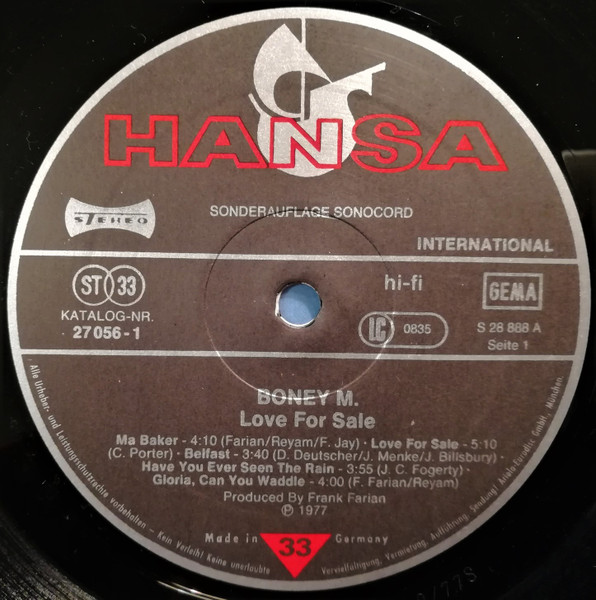 HANSA
STEREO
SONDERAUFLAGE SONOCORD
INTERNATIONAL
ST 33
KATALOG-NR.
27 056-1
hi-fi
GEMA
LC 0835
S 28 888 A
Seite 1
BONEY M.
Love For Sale
Ma Baker - 4:10 (Farian/Reyam/F. Jay) · Love For Sale - 5:10
(C. Porter) · Belfast - 3:40 (D. Deutscher/J. Menke/J. Billsbury) ·
Have You Ever Seen The Rain - 3:55 (J. C. Fogerty) ·
Gloria, Can You Waddle - 4:00 (F. Farian/Reyam)
Produced By Frank Farian
℗ 1977
Made in Germany
33
Alle Urheber- und Leistungsschutzrechte vorbehalten - Kein Verleih! Keine unerlaubte Vervielfältigung, Vermietung, Aufführung, Sendung! Ariola-Eurodisc GmbH., München.